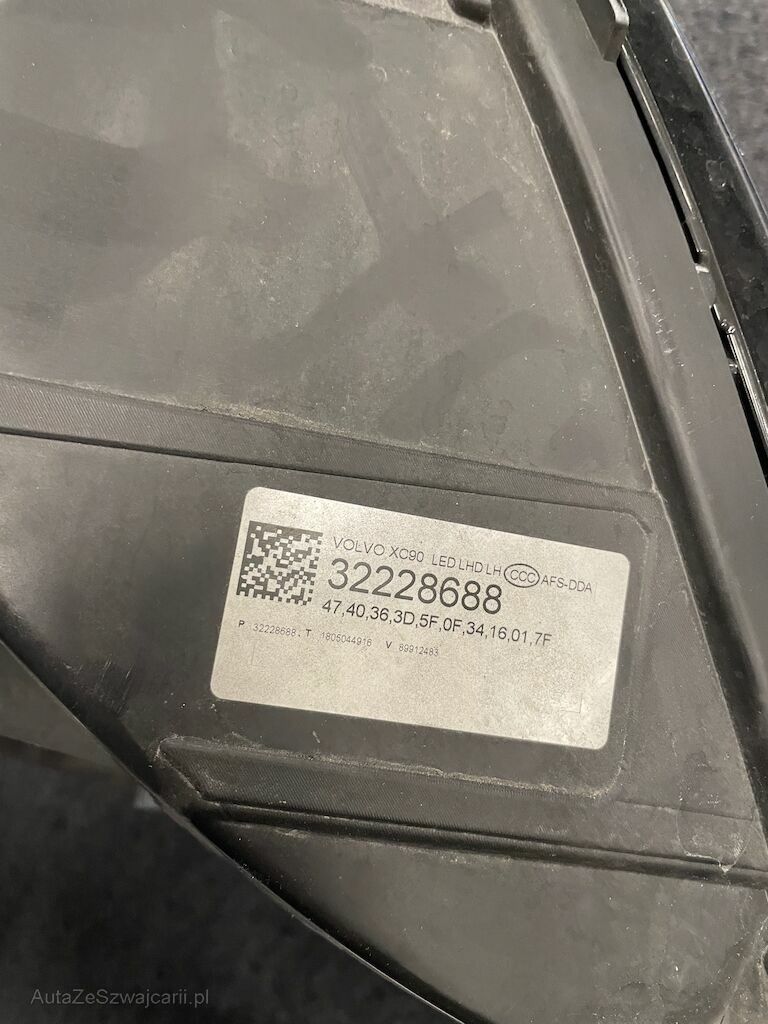 VOLVO XC90 LED LHD LH CCC AFS-DDA
32228688
47,40,36,3D,5F,0F,34,16,01,7F
P 32228688. T 1805044916 V 89912483
AutaZeSzwajcarii.pl